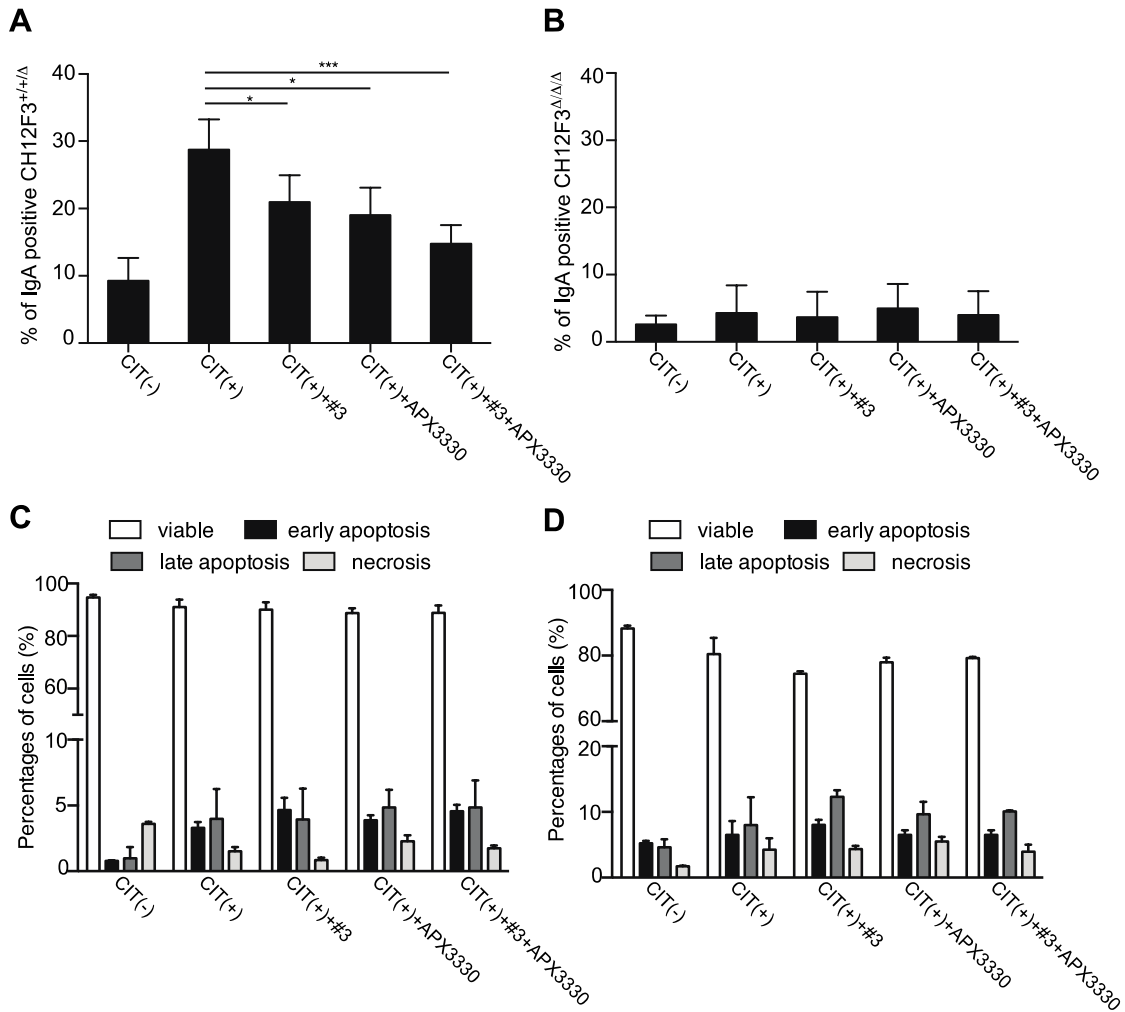 A
% of IgA positive CH12F3+/+/Δ
40
30
20
10
0
***
*
*
CIT(-)
CIT(+)
CIT(+)+#3
CIT(+)+APX3330
CIT(+)+#3+APX3330
B
% of IgA positive CH12F3Δ/Δ/Δ
40
30
20
10
0
CIT(-)
CIT(+)
CIT(+)+#3
CIT(+)+APX3330
CIT(+)+#3+APX3330
C
viable
early apoptosis
late apoptosis
necrosis
Percentages of cells (%)
100
80
60
10
5
0
CIT(-)
CIT(+)
CIT(+)+#3
CIT(+)+APX3330
CIT(+)+#3+APX3330
D
viable
early apoptosis
late apoptosis
necrosis
Percentages of cells (%)
100
80
60
20
10
0
CIT(-)
CIT(+)
CIT(+)+#3
CIT(+)+APX3330
CIT(+)+#3+APX3330